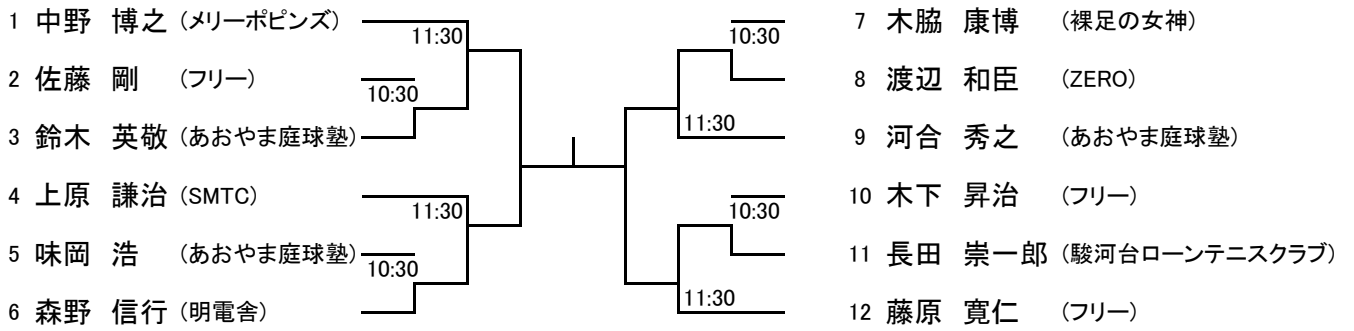 1 中野 博之 (メリーポピンズ)
11:30
2 佐藤 剛 (フリー)
10:30
3 鈴木 英敬 (あおやま庭球塾)
4 上原 謙治 (SMTC)
11:30
5 味岡 浩 (あおやま庭球塾)
10:30
6 森野 信行 (明電舎)
7 木脇 康博 (裸足の女神)
10:30
8 渡辺 和臣 (ZERO)
11:30
9 河合 秀之 (あおやま庭球塾)
10 木下 昇治 (フリー)
10:30
11 長田 崇一郎 (駿河台ローンテニスクラブ)
11:30
12 藤原 寛仁 (フリー)